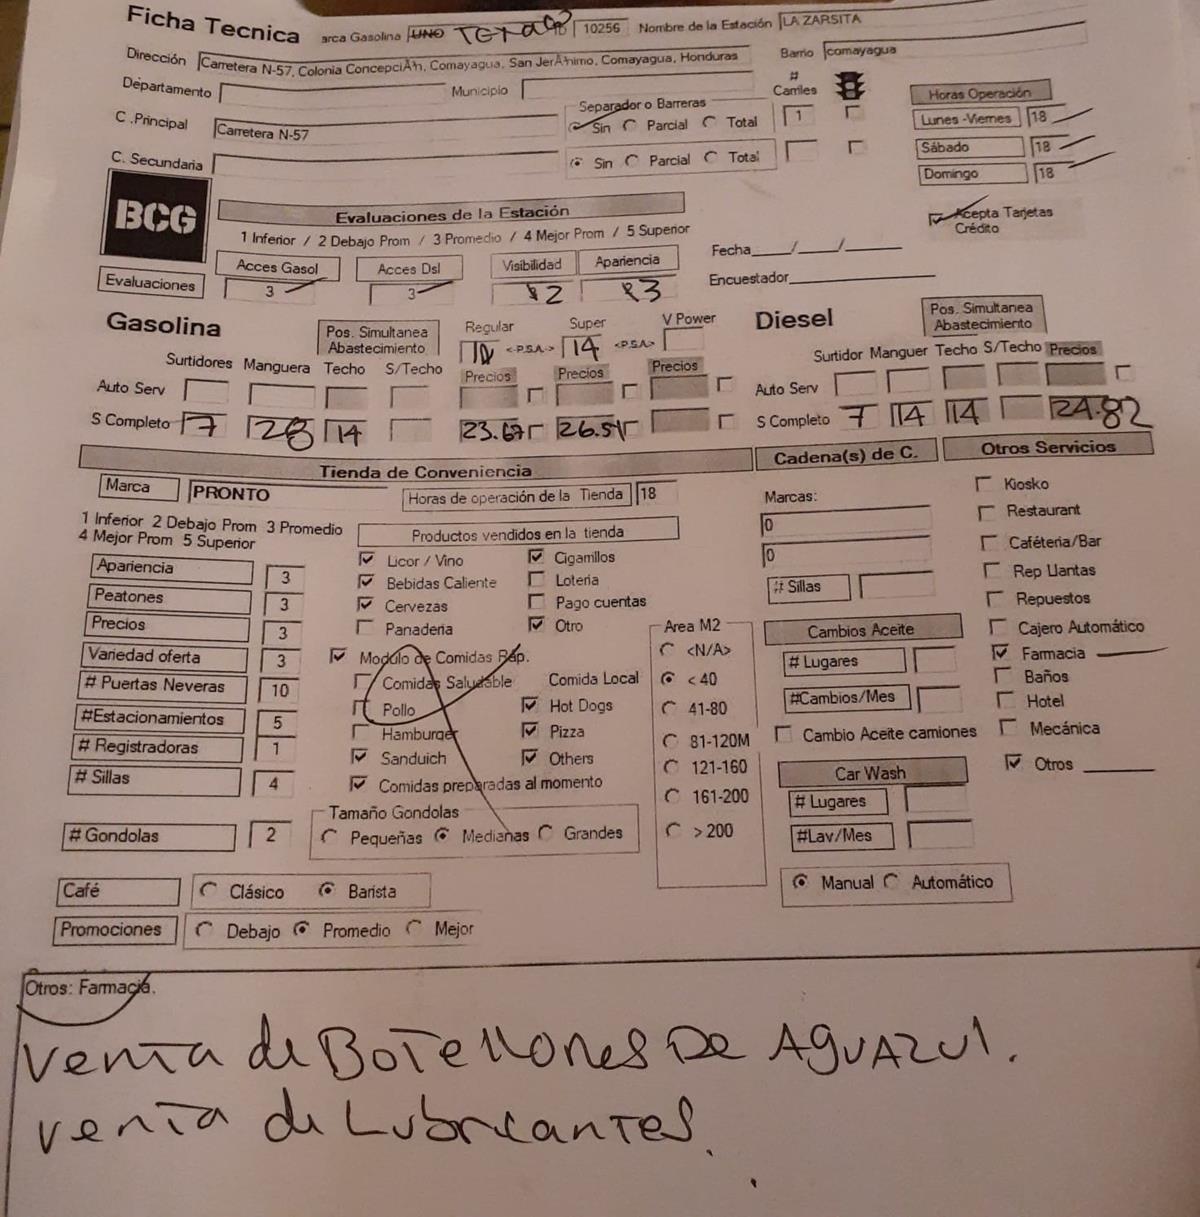 Ficha Tecnica arca Gasolina UNO 10256 Nombre de la Estación LA ZARSITA
Dirección Carretera N-57, Colonia ConcepciÃ³n, Comayagua, San JerÃ³nimo, Comayagua, Honduras Barrio comayagua
Departamento Municipio # Carriles
Separador o Barreras Horas Operación
C .Principal Carretera N-57 Sin Parcial Total 1 Lunes -Viernes 18
C. Secundaria Sin Parcial Total Sábado 18
Domingo 18
BCG
Evaluaciones de la Estación Acepta Tarjetas Crédito
1 Inferior / 2 Debajo Prom / 3 Promedio / 4 Mejor Prom / 5 Superior
Acces Gasol Acces Dsl Visibilidad Apariencia Fecha___/___/____
Evaluaciones 3 3 2 3 Encuestador
Gasolina Pos. Simultanea Abastecimiento Regular Super V Power Diesel Pos. Simultanea Abastecimiento
<-P.S.A.-> 14 <-P.S.A.->
Surtidores Manguera Techo S/Techo Precios Precios Precios Surtidor Manguer Techo S/Techo Precios
Auto Serv Auto Serv
S Completo 7 28 14 23.67 26.51 S Completo 7 14 14 24.82
Tienda de Conveniencia Cadena(s) de C. Otros Servicios
Marca PRONTO Horas de operación de la Tienda 18 Marcas: Kiosko
1 Inferior 2 Debajo Prom 3 Promedio 0 Restaurant
4 Mejor Prom 5 Superior Productos vendidos en la tienda 0 Caféteria/Bar
Apariencia 3 Licor / Vino Cigarrillos # Sillas Rep Llantas
Peatones 3 Bebidas Caliente Loteria Repuestos
Precios 3 Cervezas Pago cuentas Cambios Aceite Cajero Automático
Panaderia Otro Area M2
Variedad oferta 3 Modulo de Comidas Rap. <N/A> # Lugares Farmacia
# Puertas Neveras 10 Comidas Saludable Comida Local < 40 #Cambios/Mes Baños
#Estacionamientos 5 Pollo Hot Dogs 41-80 Hotel
# Registradoras 1 Hamburger Pizza 81-120M Cambio Aceite camiones Mecánica
# Sillas 4 Sanduich Others 121-160 Car Wash Otros
Comidas preparadas al momento 161-200 # Lugares
Tamaño Gondolas
# Gondolas 2 Pequeñas Medianas Grandes > 200 #Lav/Mes
Café Clásico Barista Manual Automático
Promociones Debajo Promedio Mejor
Otros: Farmacia.
venta de Botellones De AguAzul.
venta de Lubricantes.